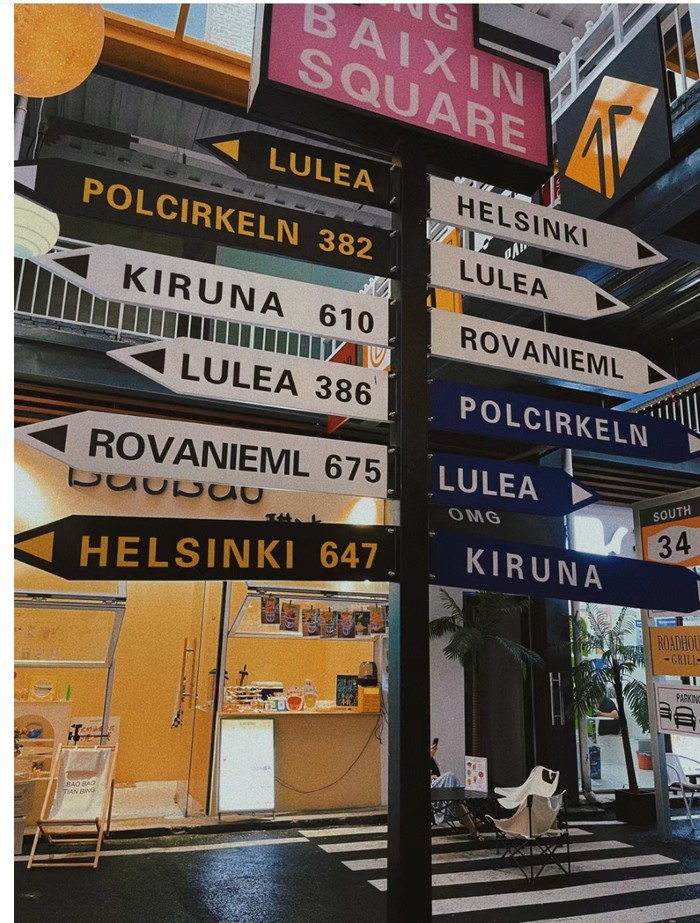 BAIXIN
SQUARE
LULEA
POLCIRKELN 382
KIRUNA 610
LULEA 386
ROVANIEML 675
HELSINKI 647
HELSINKI
LULEA
ROVANIEML
POLCIRKELN
LULEA
OMG
KIRUNA
SOUTH
34
GRILL
PARKING
BAO BAO
TIAN BING